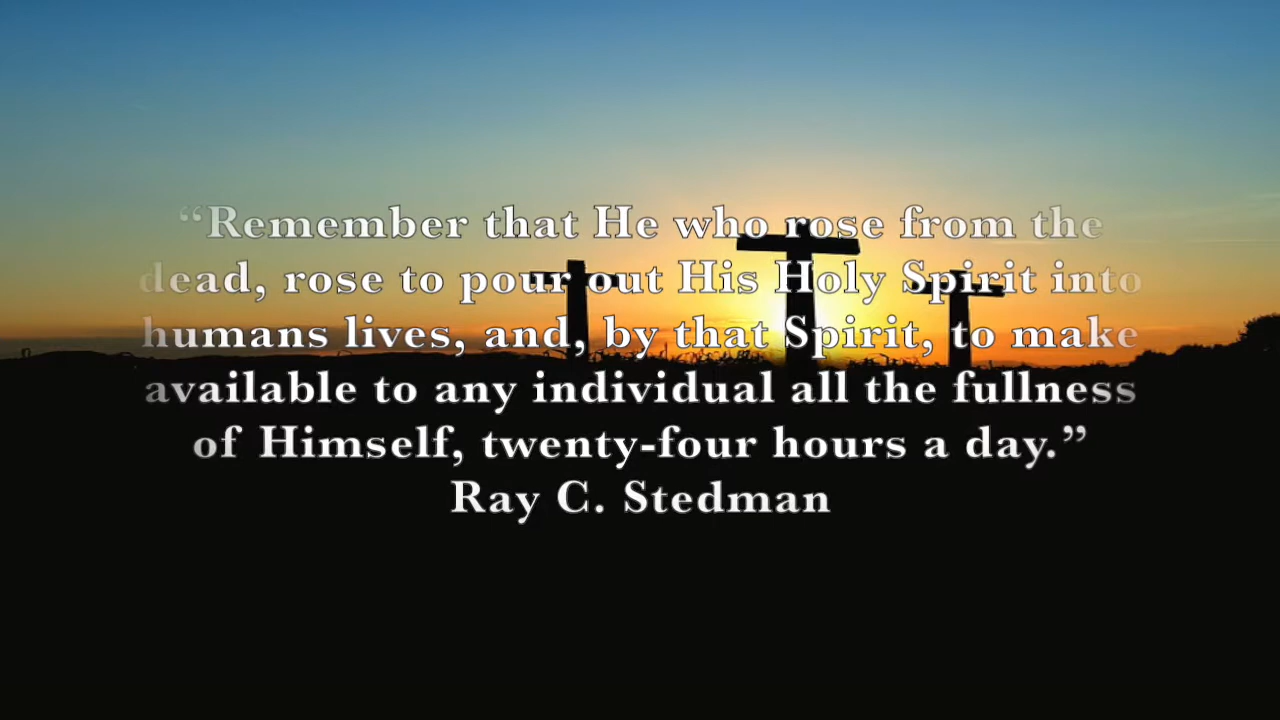 “Remember that He who rose from the
dead, rose to pour out His Holy Spirit into
humans lives, and, by that Spirit, to make
available to any individual all the fullness
of Himself, twenty-four hours a day.”
Ray C. Stedman